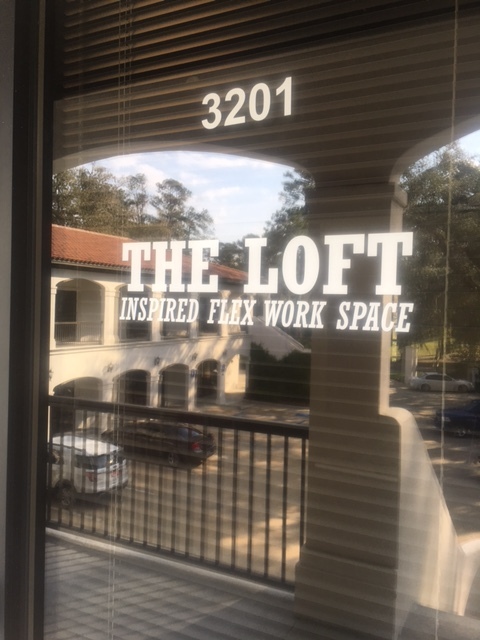 3201
THE LOFT
INSPIRED FLEX WORK SPACE